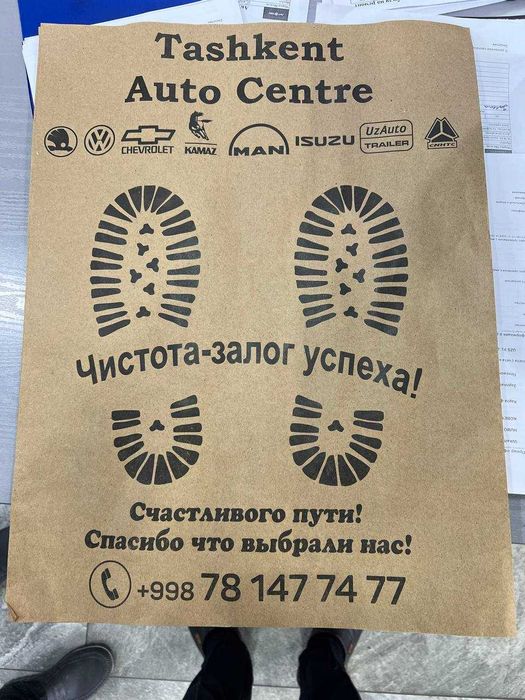 Tashkent
Auto Centre
CHEVROLET
KAMAZ
MAN
ISUZU
UzAuto
TRAILER
CNHTC
Чистота-залог успеха!
Счастливого пути!
Спасибо что выбрали нас!
+998 78 147 74 77